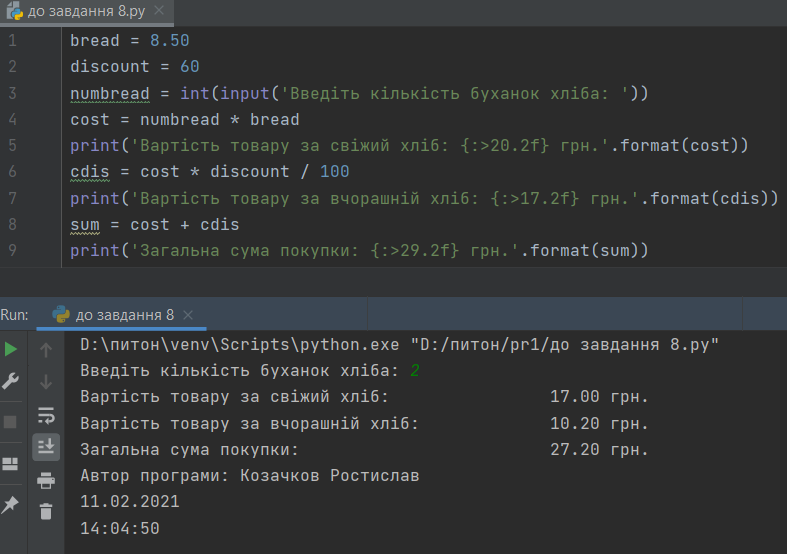 до завдання 8.py
1 bread = 8.50
2 discount = 60
3 numbread = int(input('Введіть кількість буханок хліба: '))
4 cost = numbread * bread
5 print('Вартість товару за свіжий хліб: {:>20.2f} грн.'.format(cost))
6 cdis = cost * discount / 100
7 print('Вартість товару за вчорашній хліб: {:>17.2f} грн.'.format(cdis))
8 sum = cost + cdis
9 print('Загальна сума покупки: {:>29.2f} грн.'.format(sum))
Run: до завдання 8
D:\питон\venv\Scripts\python.exe "D:/питон/pr1/до завдання 8.py"
Введіть кількість буханок хліба: 2
Вартість товару за свіжий хліб: 17.00 грн.
Вартість товару за вчорашній хліб: 10.20 грн.
Загальна сума покупки: 27.20 грн.
Автор програми: Козачков Ростислав
11.02.2021
14:04:50